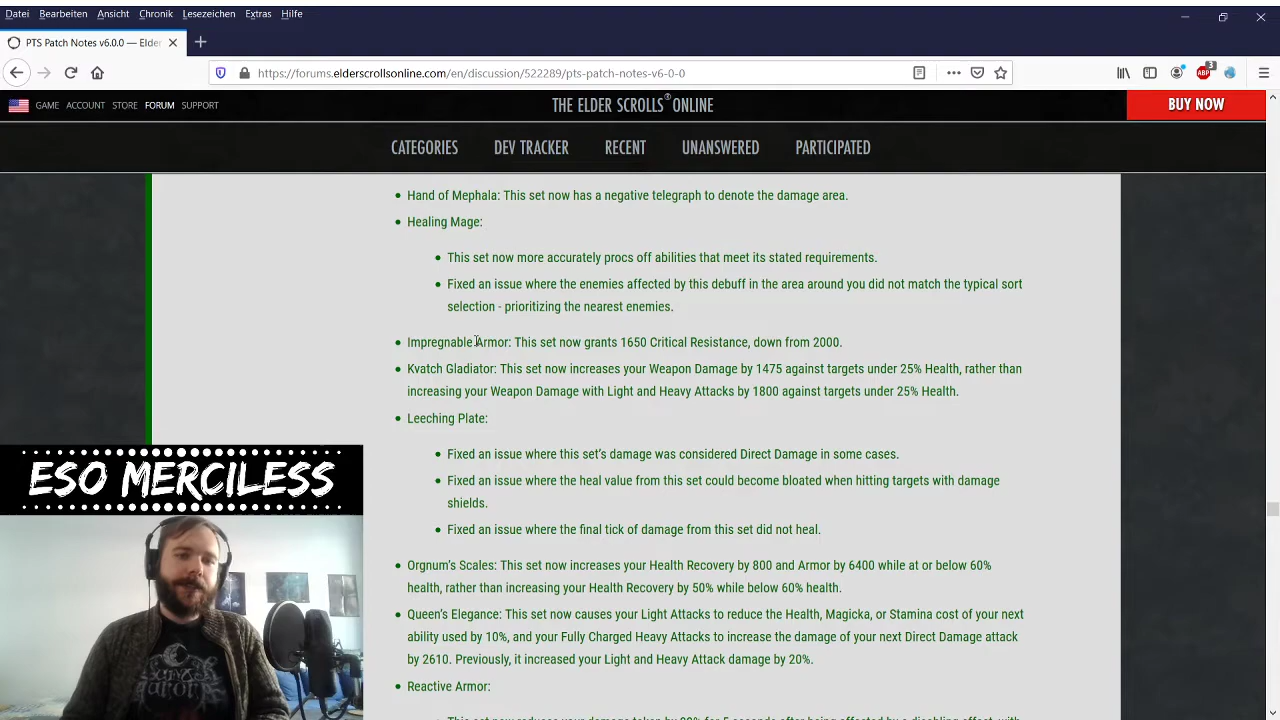 Datei Bearbeiten Ansicht Chronik Lesezeichen Extras Hilfe
PTS Patch Notes v6.0.0 — Elder
https://forums.elderscrollsonline.com/en/discussion/522289/pts-patch-notes-v6-0-0
ABP 3
GAME ACCOUNT STORE FORUM SUPPORT
THE ELDER SCROLLS® ONLINE
BUY NOW
CATEGORIES DEV TRACKER RECENT UNANSWERED PARTICIPATED
• Hand of Mephala: This set now has a negative telegraph to denote the damage area.
• Healing Mage:
• This set now more accurately procs off abilities that meet its stated requirements.
• Fixed an issue where the enemies affected by this debuff in the area around you did not match the typical sort
selection - prioritizing the nearest enemies.
• Impregnable Armor: This set now grants 1650 Critical Resistance, down from 2000.
• Kvatch Gladiator: This set now increases your Weapon Damage by 1475 against targets under 25% Health, rather than
increasing your Weapon Damage with Light and Heavy Attacks by 1800 against targets under 25% Health.
• Leeching Plate:
• Fixed an issue where this set's damage was considered Direct Damage in some cases.
• Fixed an issue where the heal value from this set could become bloated when hitting targets with damage
shields.
• Fixed an issue where the final tick of damage from this set did not heal.
• Orgnum's Scales: This set now increases your Health Recovery by 800 and Armor by 6400 while at or below 60%
health, rather than increasing your Health Recovery by 50% while below 60% health.
• Queen's Elegance: This set now causes your Light Attacks to reduce the Health, Magicka, or Stamina cost of your next
ability used by 10%, and your Fully Charged Heavy Attacks to increase the damage of your next Direct Damage attack
by 2610. Previously, it increased your Light and Heavy Attack damage by 20%.
• Reactive Armor:
ESO MERCILESS